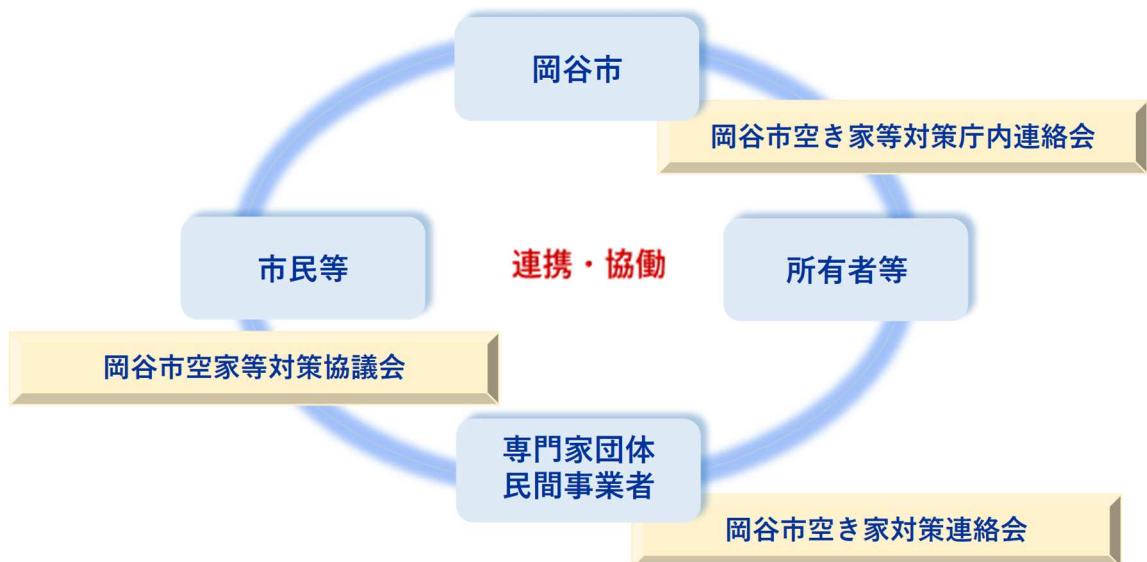 岡谷市
岡谷市空き家等対策庁内連絡会
市民等
連携・協働
所有者等
岡谷市空家等対策協議会
専門家団体
民間事業者
岡谷市空き家対策連絡会